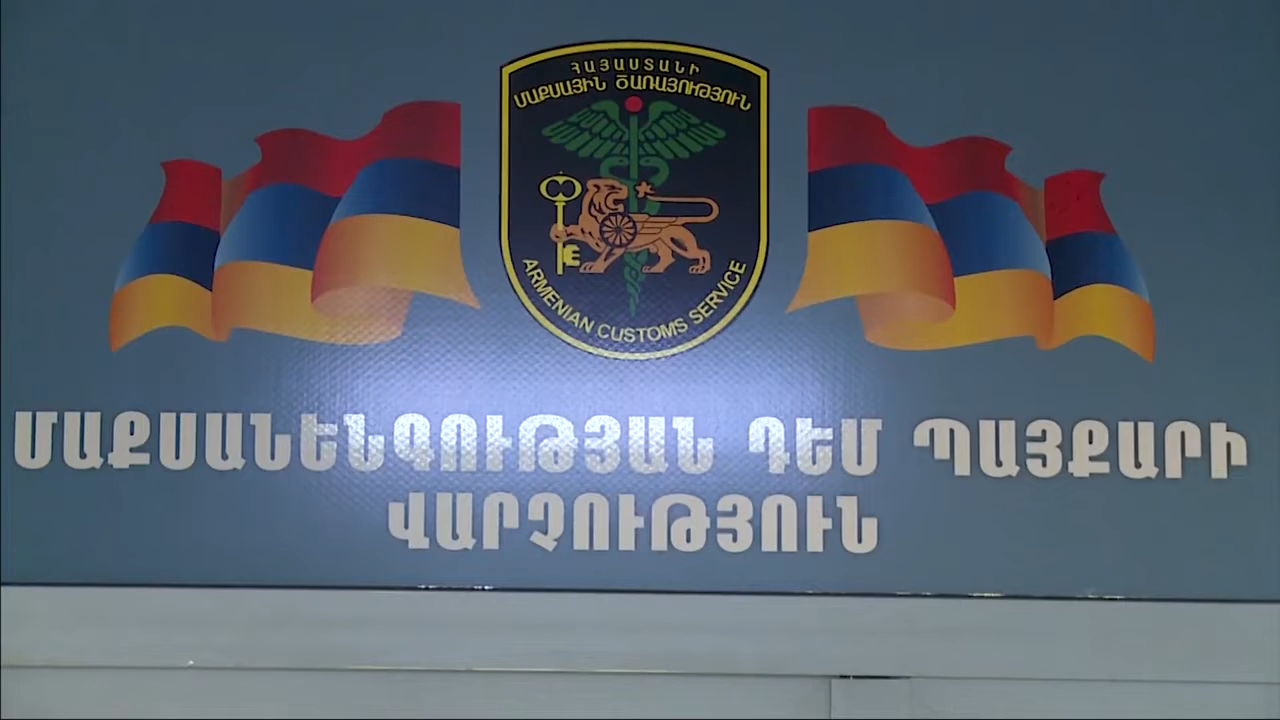 ՀԱՅԱՍՏԱՆԻ
ՄԱՔՍԱՅԻՆ ԾԱՌԱՅՈՒԹՅՈՒՆ
ARMENIAN CUSTOMS SERVICE
ՄԱՔՍԱՆԵՆԳՈՒԹՅԱՆ ԴԵՄ ՊԱՅՔԱՐԻ
ՎԱՐՉՈՒԹՅՈՒՆ